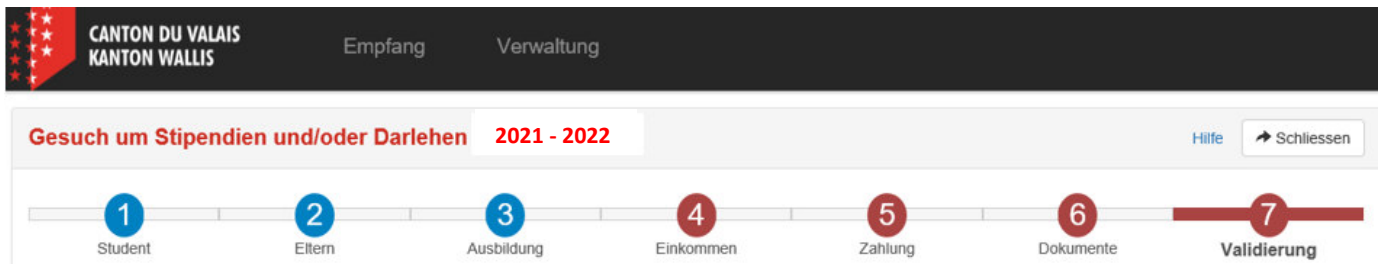 CANTON DU VALAIS
KANTON WALLIS
Empfang Verwaltung
Gesuch um Stipendien und/oder Darlehen 2021 - 2022
Hilfe Schliessen
1 2 3 4 5 6 7
Student Eltern Ausbildung Einkommen Zahlung Dokumente Validierung